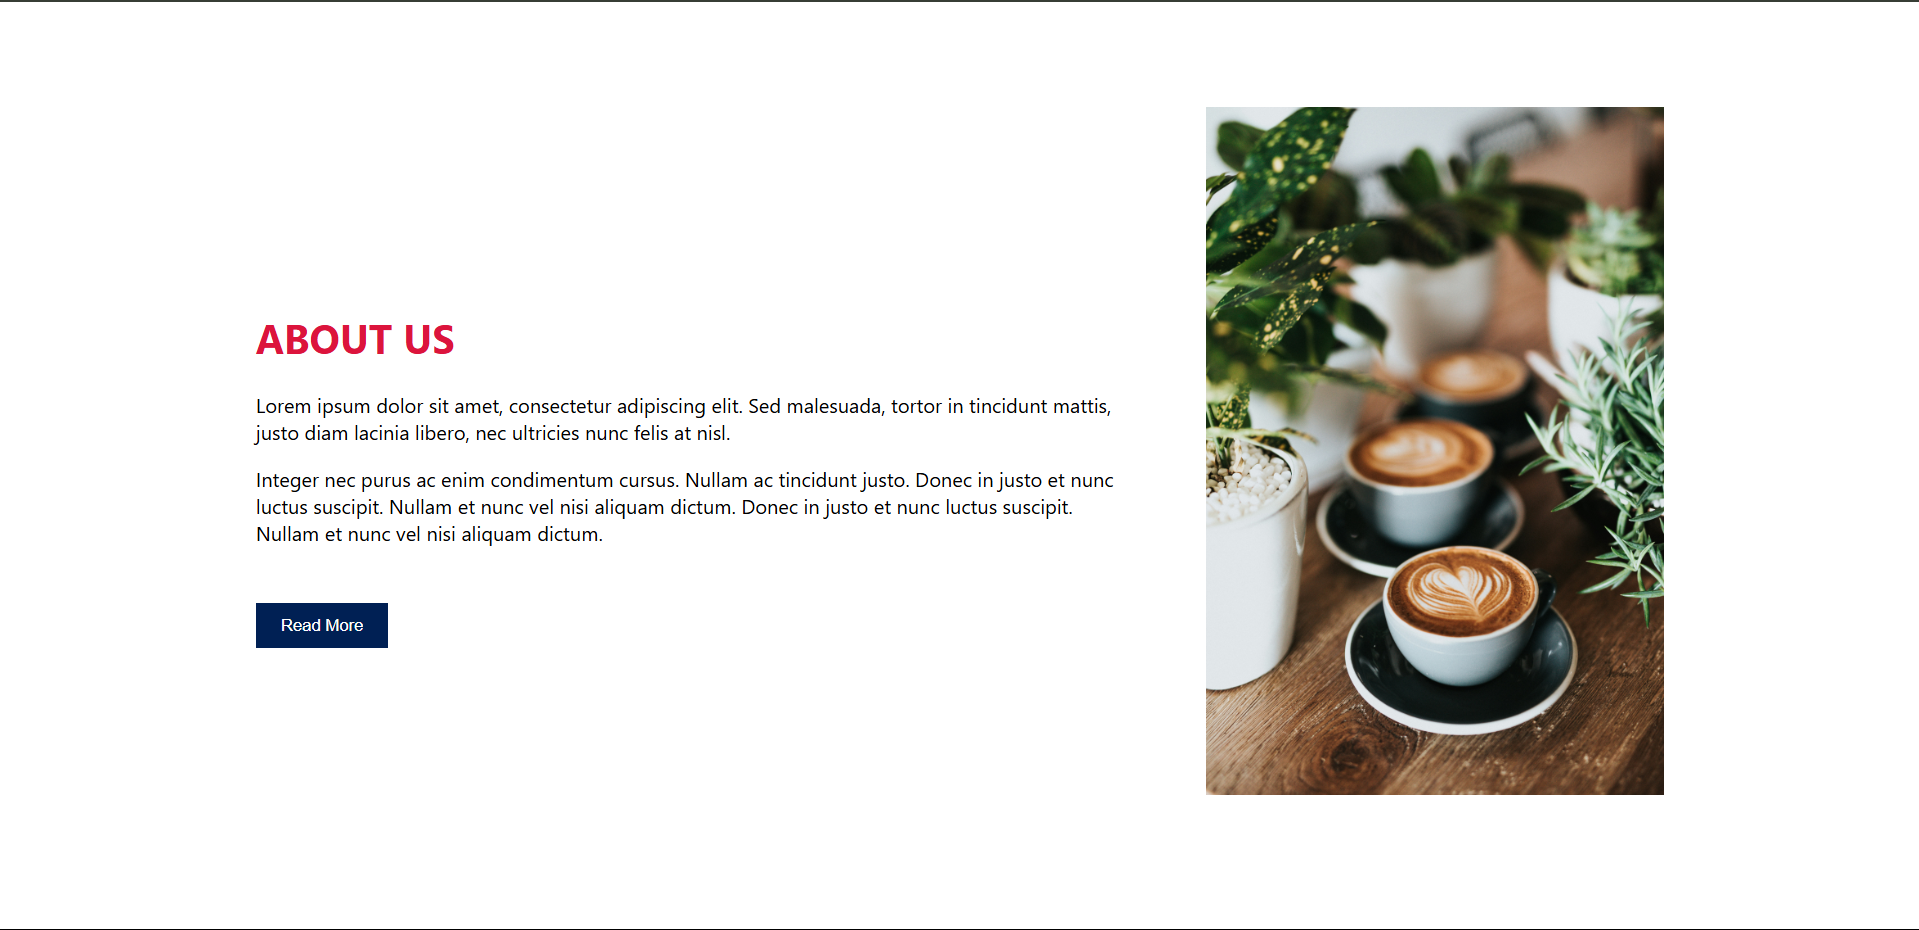 ABOUT US
Lorem ipsum dolor sit amet, consectetur adipiscing elit. Sed malesuada, tortor in tincidunt mattis,
justo diam lacinia libero, nec ultricies nunc felis at nisl.
Integer nec purus ac enim condimentum cursus. Nullam ac tincidunt justo. Donec in justo et nunc
luctus suscipit. Nullam et nunc vel nisi aliquam dictum. Donec in justo et nunc luctus suscipit.
Nullam et nunc vel nisi aliquam dictum.
Read More